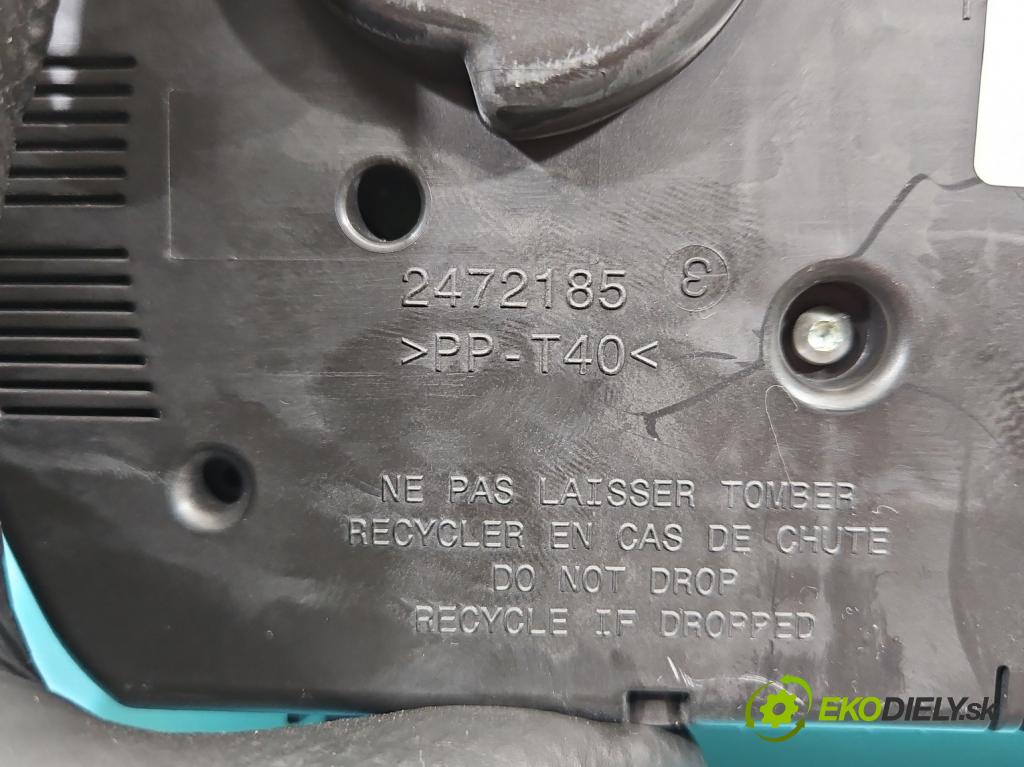 2472185 3
>PP-T40<
NE PAS LAISSER TOMBER
RECYCLER EN CAS DE CHUTE
DO NOT DROP
RECYCLE IF DROPPED
EKODIELY.sk